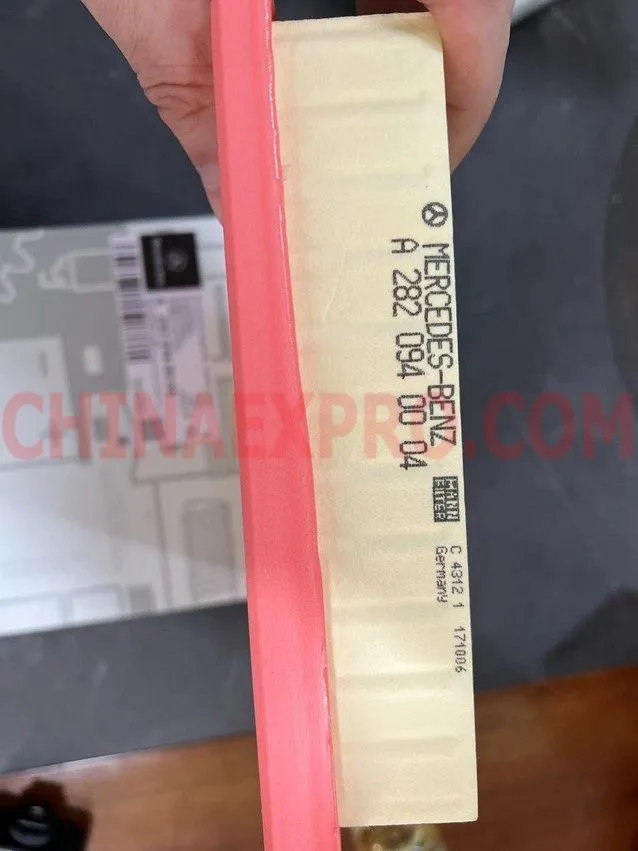 MERCEDES-BENZ
A 282 094 00 04
MANN
FILTER
C 4312 1 171006
Germany
CHINAEXPRO.COM